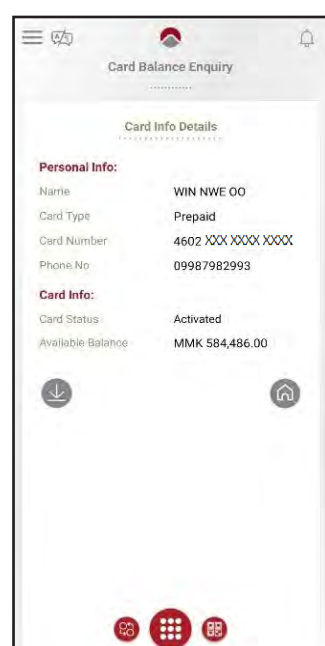 Card Balance Enquiry
Card Info Details
Personal Info:
Name WIN NWE OO
Card Type Prepaid
Card Number 4602 XXX XXXX XXXX
Phone No 09987982993
Card Info:
Card Status Activated
Available Balance MMK 584,486.00